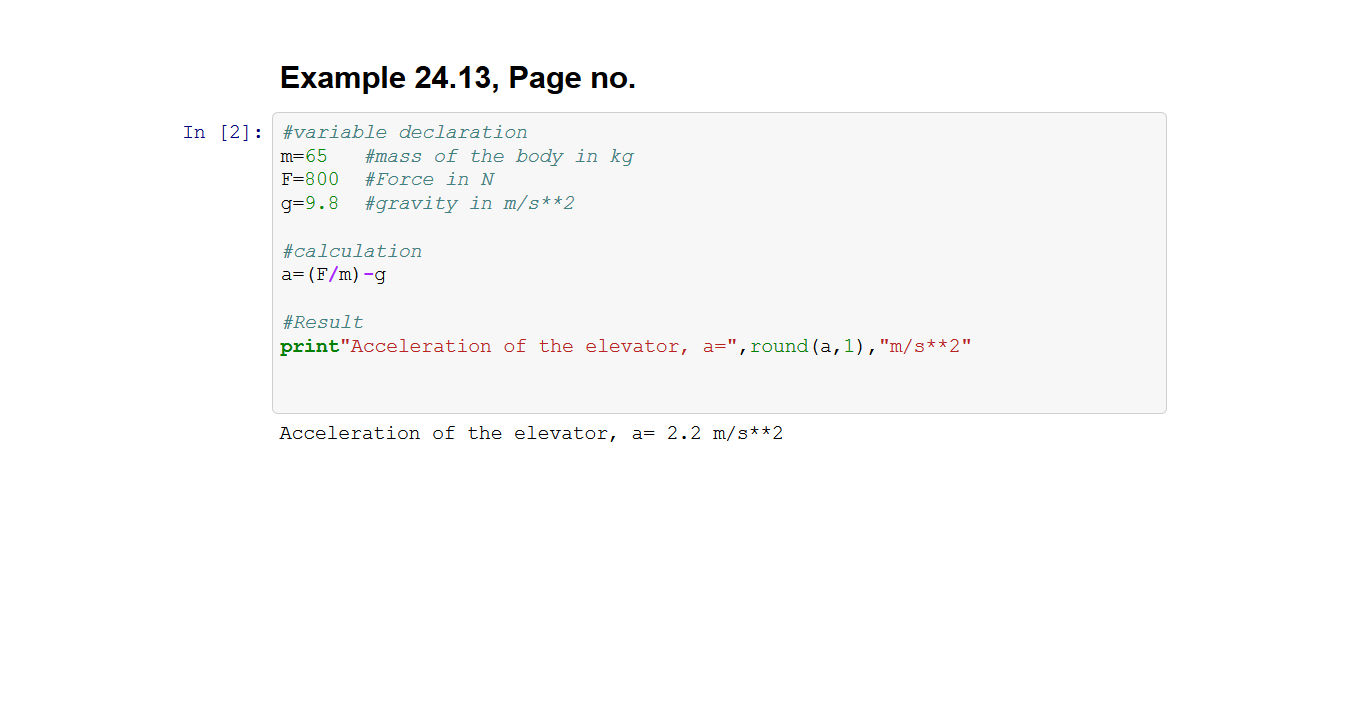 Example 24.13, Page no.
In [2]:
#variable declaration
m=65   #mass of the body in kg
F=800  #Force in N
g=9.8  #gravity in m/s**2
#calculation
a=(F/m)-g
#Result
print"Acceleration of the elevator, a=",round(a,1),"m/s**2"
Acceleration of the elevator, a= 2.2 m/s**2